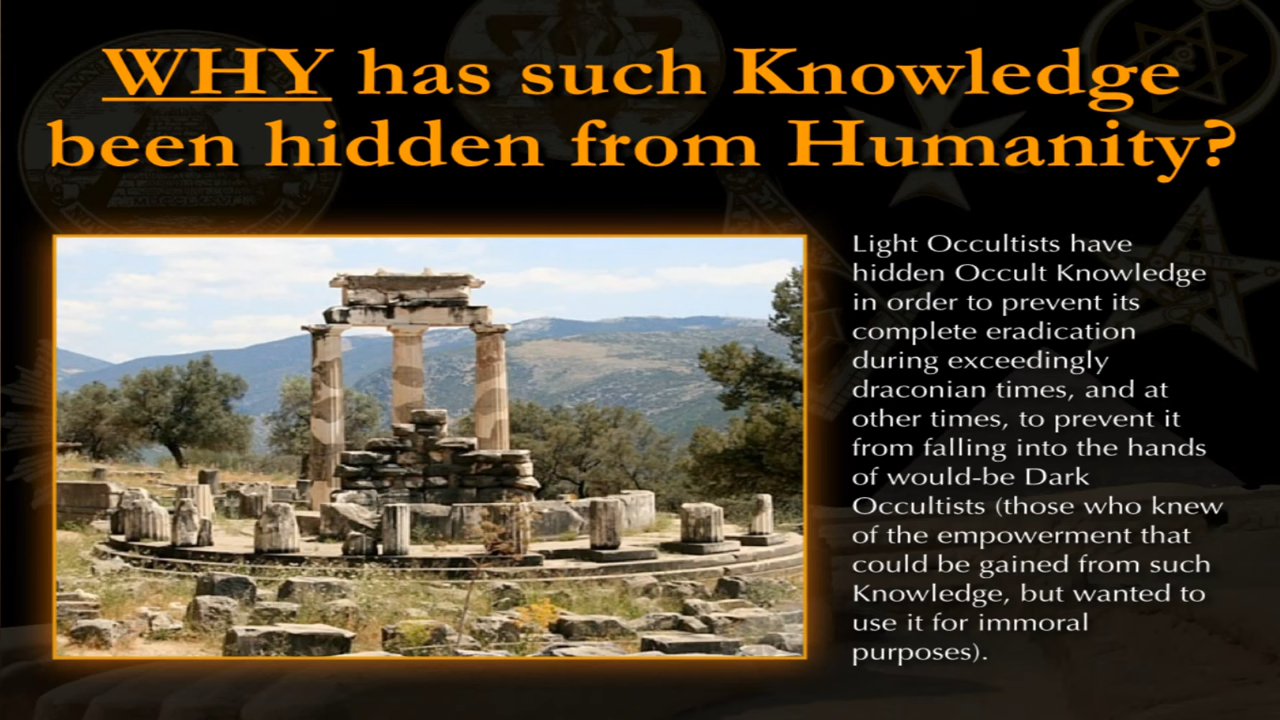 WHY has such Knowledge
been hidden from Humanity?
Light Occultists have
hidden Occult Knowledge
in order to prevent its
complete eradication
during exceedingly
draconian times, and at
other times, to prevent it
from falling into the hands
of would-be Dark
Occultists (those who knew
of the empowerment that
could be gained from such
Knowledge, but wanted to
use it for immoral
purposes).